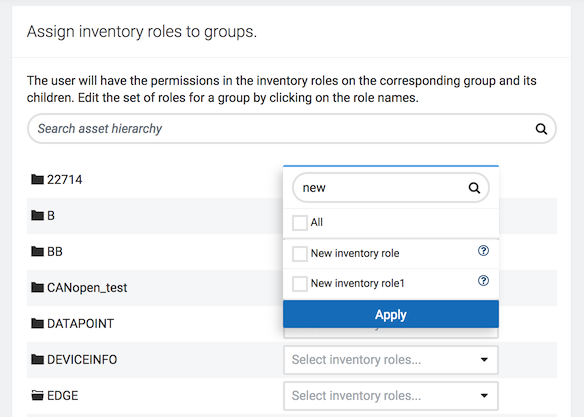 Assign inventory roles to groups.
The user will have the permissions in the inventory roles on the corresponding group and its
children. Edit the set of roles for a group by clicking on the role names.
Search asset hierarchy
22714
new
B
All
BB
New inventory role
CANopen_test
New inventory role1
Apply
DATAPOINT
DEVICEINFO
Select inventory roles...
EDGE
Select inventory roles...